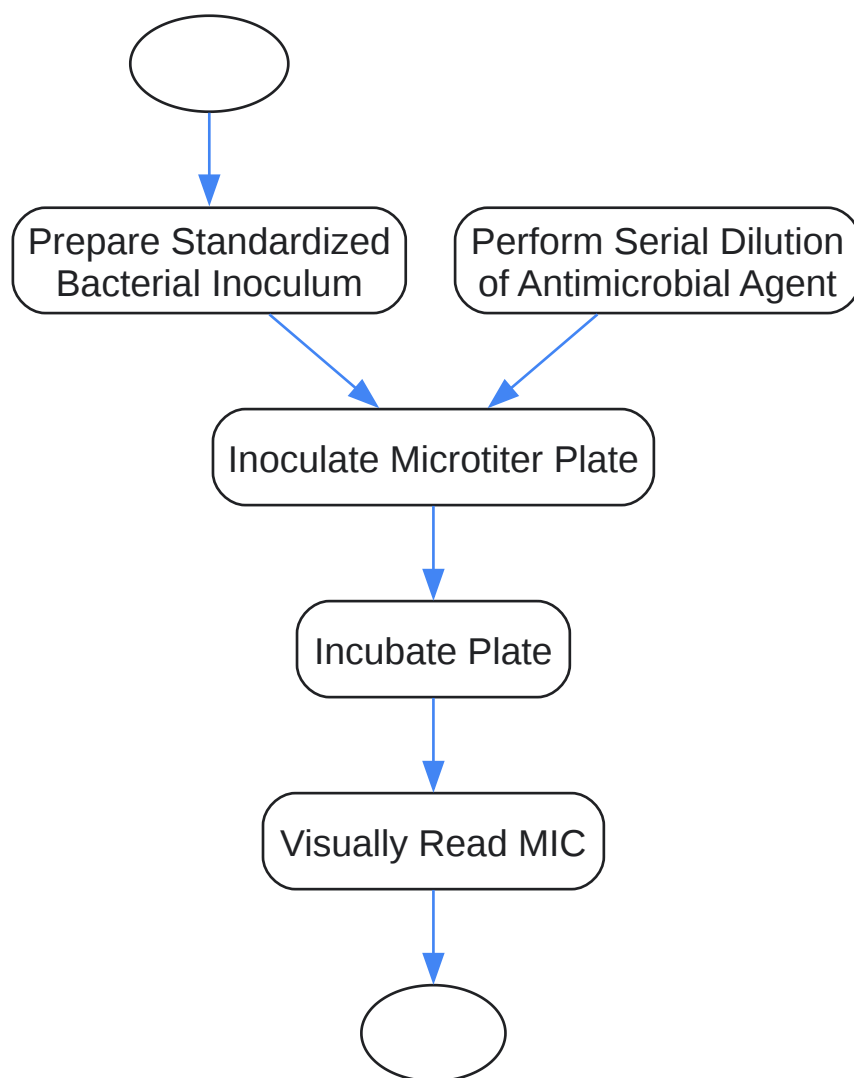 Prepare Standardized
Bacterial Inoculum
Perform Serial Dilution
of Antimicrobial Agent
Inoculate Microtiter Plate
Incubate Plate
Visually Read MIC